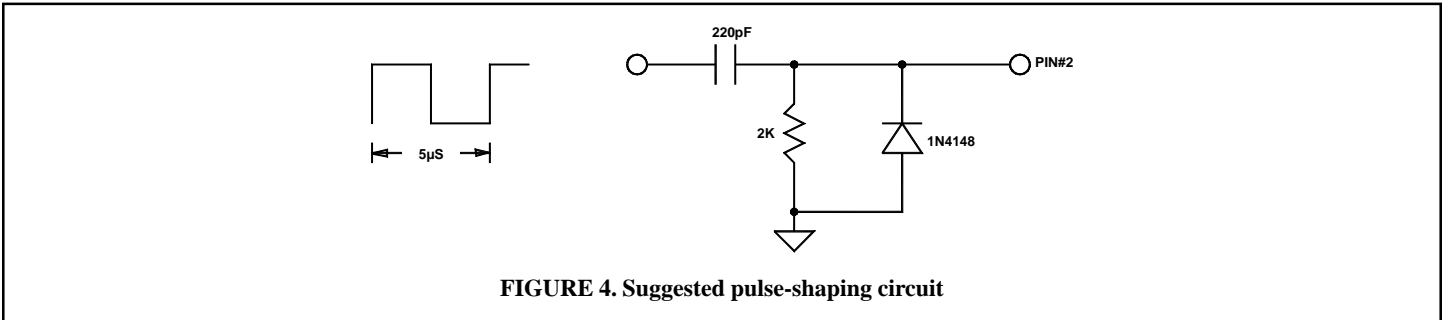 220pF
PIN#2
2K
1N4148
5µS
FIGURE 4. Suggested pulse-shaping circuit